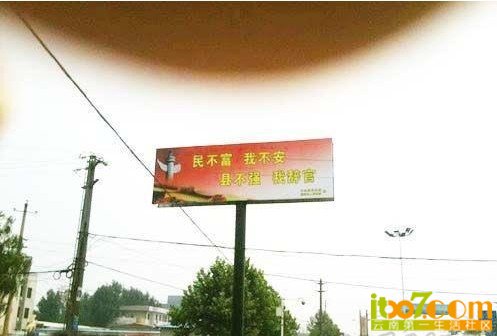 民不富 我不安
县不强 我辞官
itbo7.com
云南第一生活社区